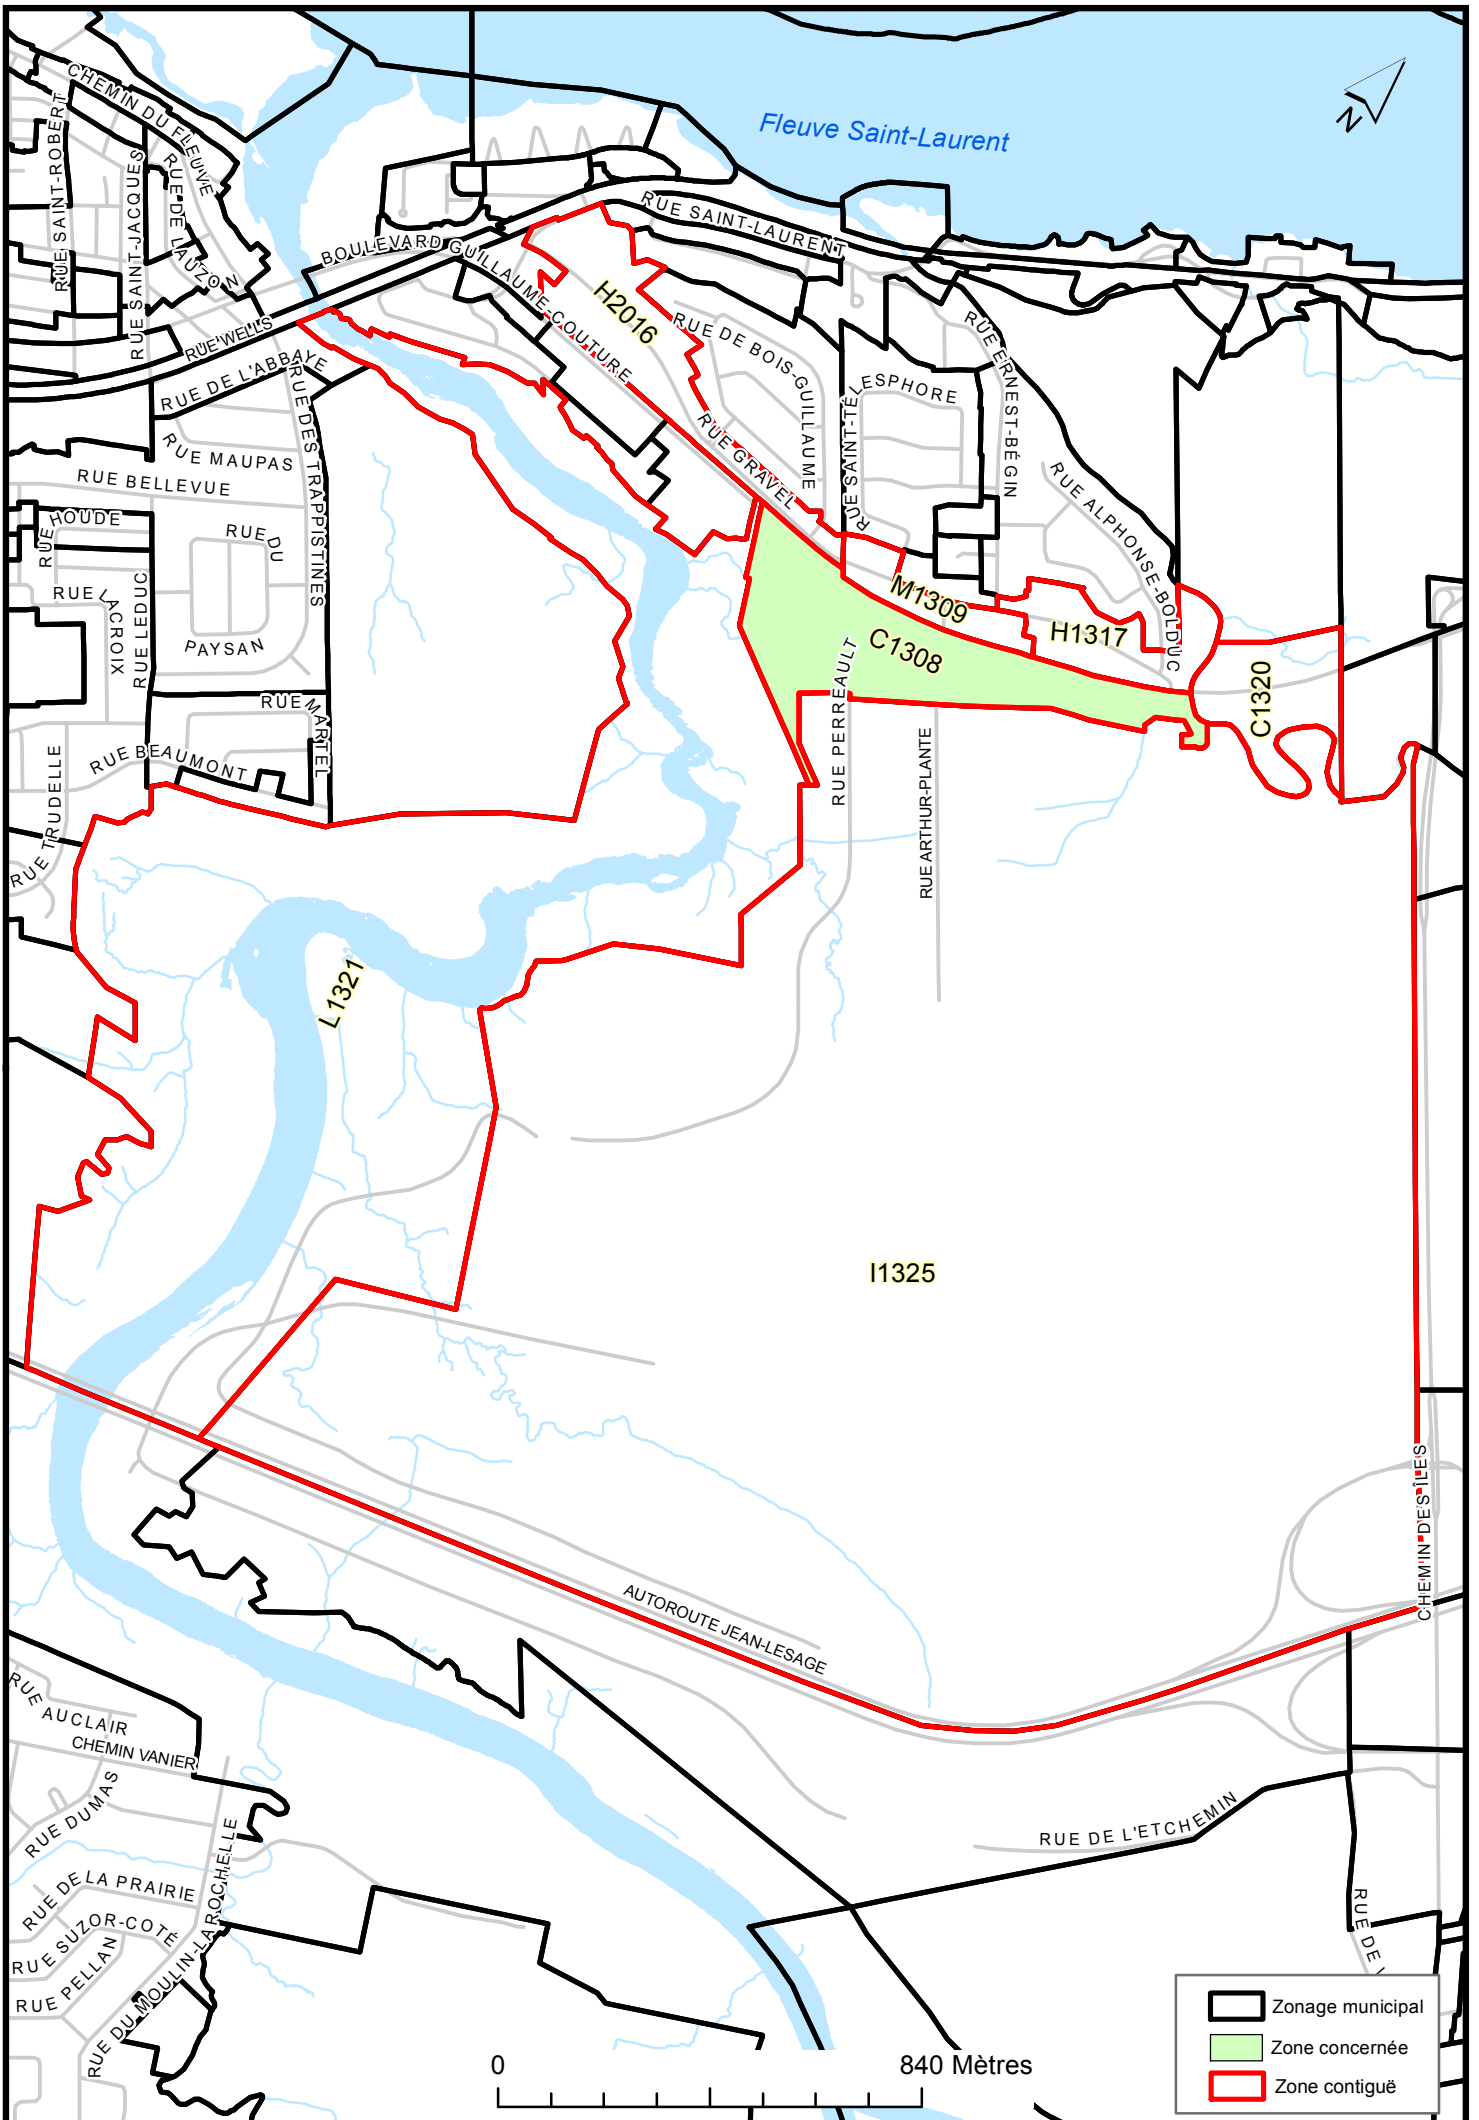 Fleuve Saint-Laurent
N
CHEMIN DU FLEUVE
RUE SAINT-ROBERT
RUE SAINT-JACQUES
RUE DE LAUZON
BOULEVARD GUILLAUME-COUTURE
RUE SAINT-LAURENT
RUE WELLS
RUE DE L'ABBAYE
RUE DES TRAPPISTINES
RUE MAUPAS
RUE BELLEVUE
RUE HOUDE
RUE DU
PAYSAN
RUE LACROIX
RUE LEDUC
RUE MARTEL
RUE BEAUMONT
RUE TRUDELLE
H2016
RUE DE BOIS-GUILLAUME
RUE GRAVEL
RUE SAINT-TÉLESPHORE
RUE ERNEST-BÉGIN
RUE ALPHONSE-BOLDUC
M1309
C1308
H1317
C1320
RUE PERREAULT
RUE ARTHUR-PLANTE
L1321
I1325
CHEMIN DES ÎLES
AUTOROUTE JEAN-LESAGE
RUE AUCLAIR
CHEMIN VANIER
RUE DUMAS
RUE DE LA PRAIRIE
RUE SUZOR-COTÉ
RUE PELLAN
RUE DU MOULIN-LAROCHELLE
RUE DE L'ETCHEMIN
RUE DE
0
840 Mètres
Zonage municipal
Zone concernée
Zone contiguë